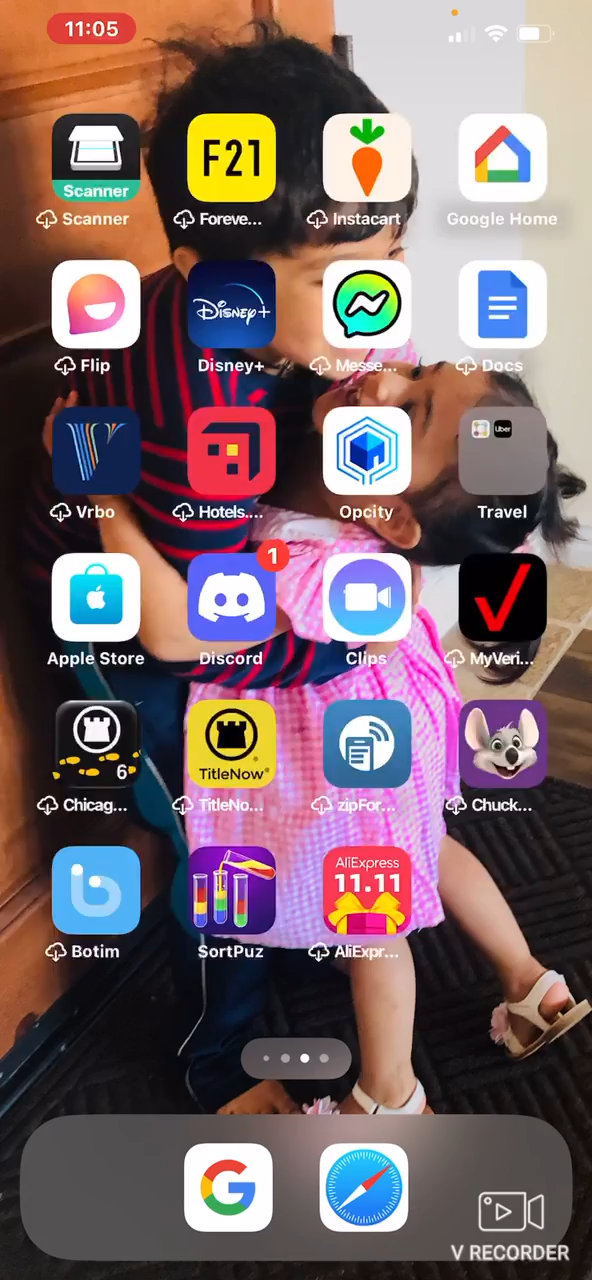 11:05
Scanner
F21
Scanner
Foreve...
Instacart
Google Home
Disney+
Flip
Disney+
Messe...
Docs
Uber
Vrbo
Hotels....
Opcity
Travel
1
Apple Store
Discord
Clips
MyVeri...
6
TitleNow®
Chicag...
TitleNo...
zipFor...
Chuck...
AliExpress
11.11
Botim
SortPuz
AliExpr...
V RECORDER